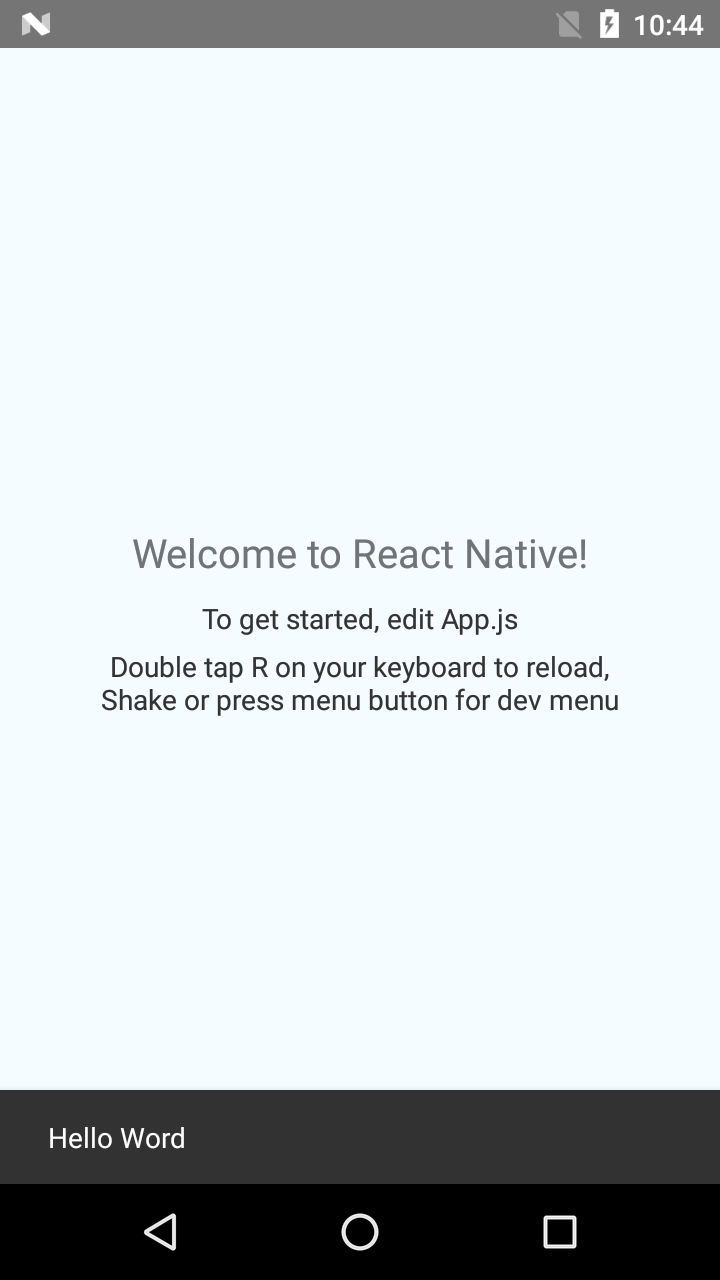 10:44
Welcome to React Native!
To get started, edit App.js
Double tap R on your keyboard to reload,
Shake or press menu button for dev menu
Hello Word